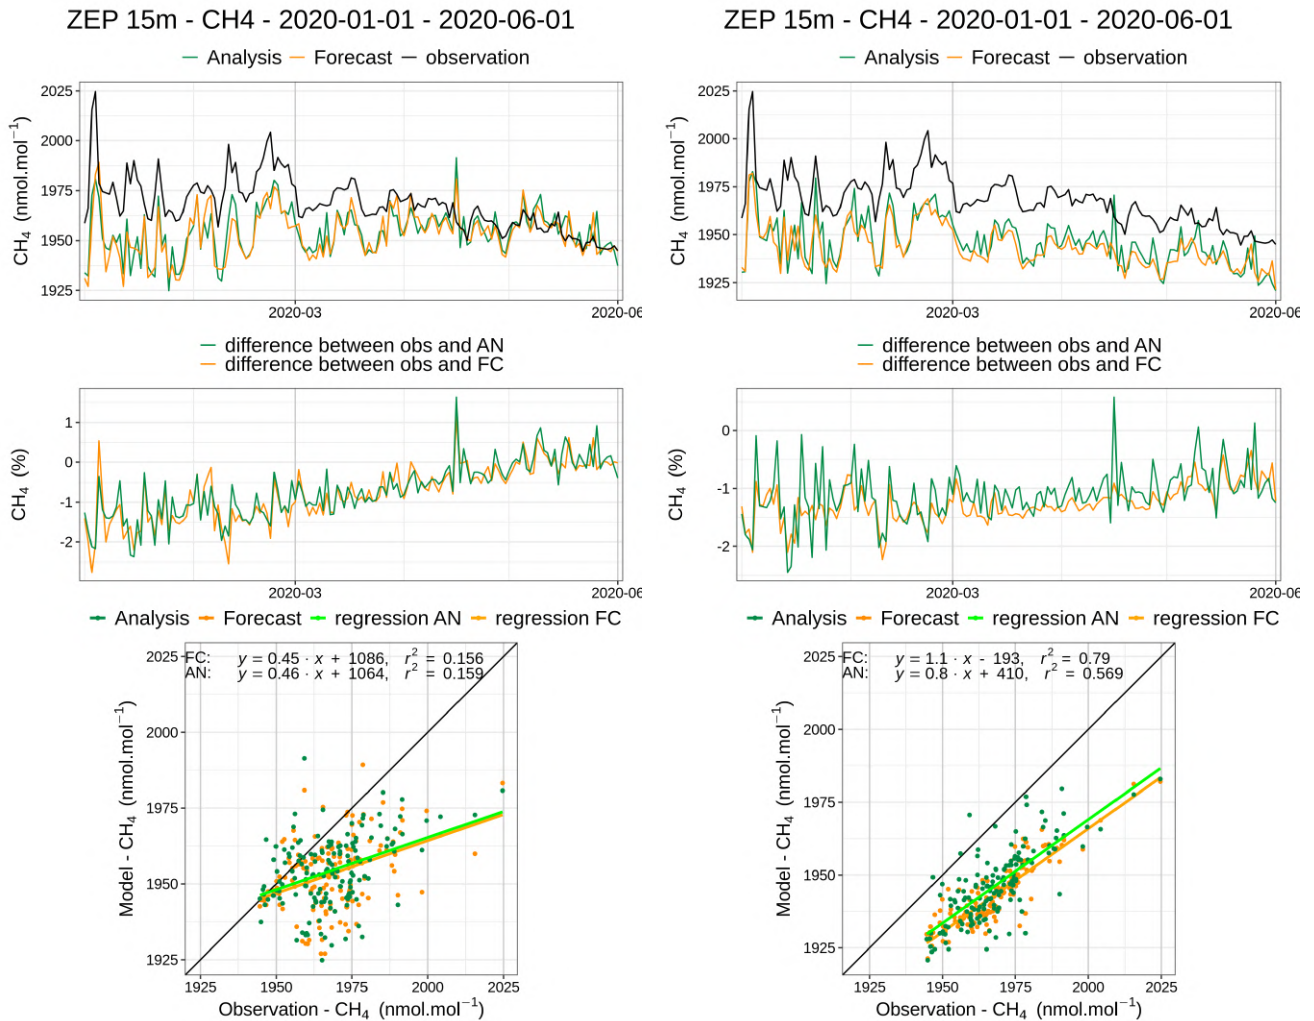 ZEP 15m - CH4 - 2020-01-01 - 2020-06-01
Analysis Forecast observation
CH₄ (nmol.mol⁻¹)
2025
2000
1975
1950
1925
2020-03
2020-06
difference between obs and AN
difference between obs and FC
CH₄ (%)
1
0
-1
-2
2020-03
2020-06
Analysis Forecast regression AN regression FC
FC: y = 0.45 · x + 1086, r² = 0.156
AN: y = 0.46 · x + 1064, r² = 0.159
Model - CH₄ (nmol.mol⁻¹)
2025
2000
1975
1950
1925
1925 1950 1975 2000 2025
Observation - CH₄ (nmol.mol⁻¹)
ZEP 15m - CH4 - 2020-01-01 - 2020-06-01
Analysis Forecast observation
CH₄ (nmol.mol⁻¹)
2025
2000
1975
1950
1925
2020-03
2020-06
difference between obs and AN
difference between obs and FC
CH₄ (%)
0
-1
-2
2020-03
2020-06
Analysis Forecast regression AN regression FC
FC: y = 1.1 · x - 193, r² = 0.79
AN: y = 0.8 · x + 410, r² = 0.569
Model - CH₄ (nmol.mol⁻¹)
2025
2000
1975
1950
1925
1925 1950 1975 2000 2025
Observation - CH₄ (nmol.mol⁻¹)